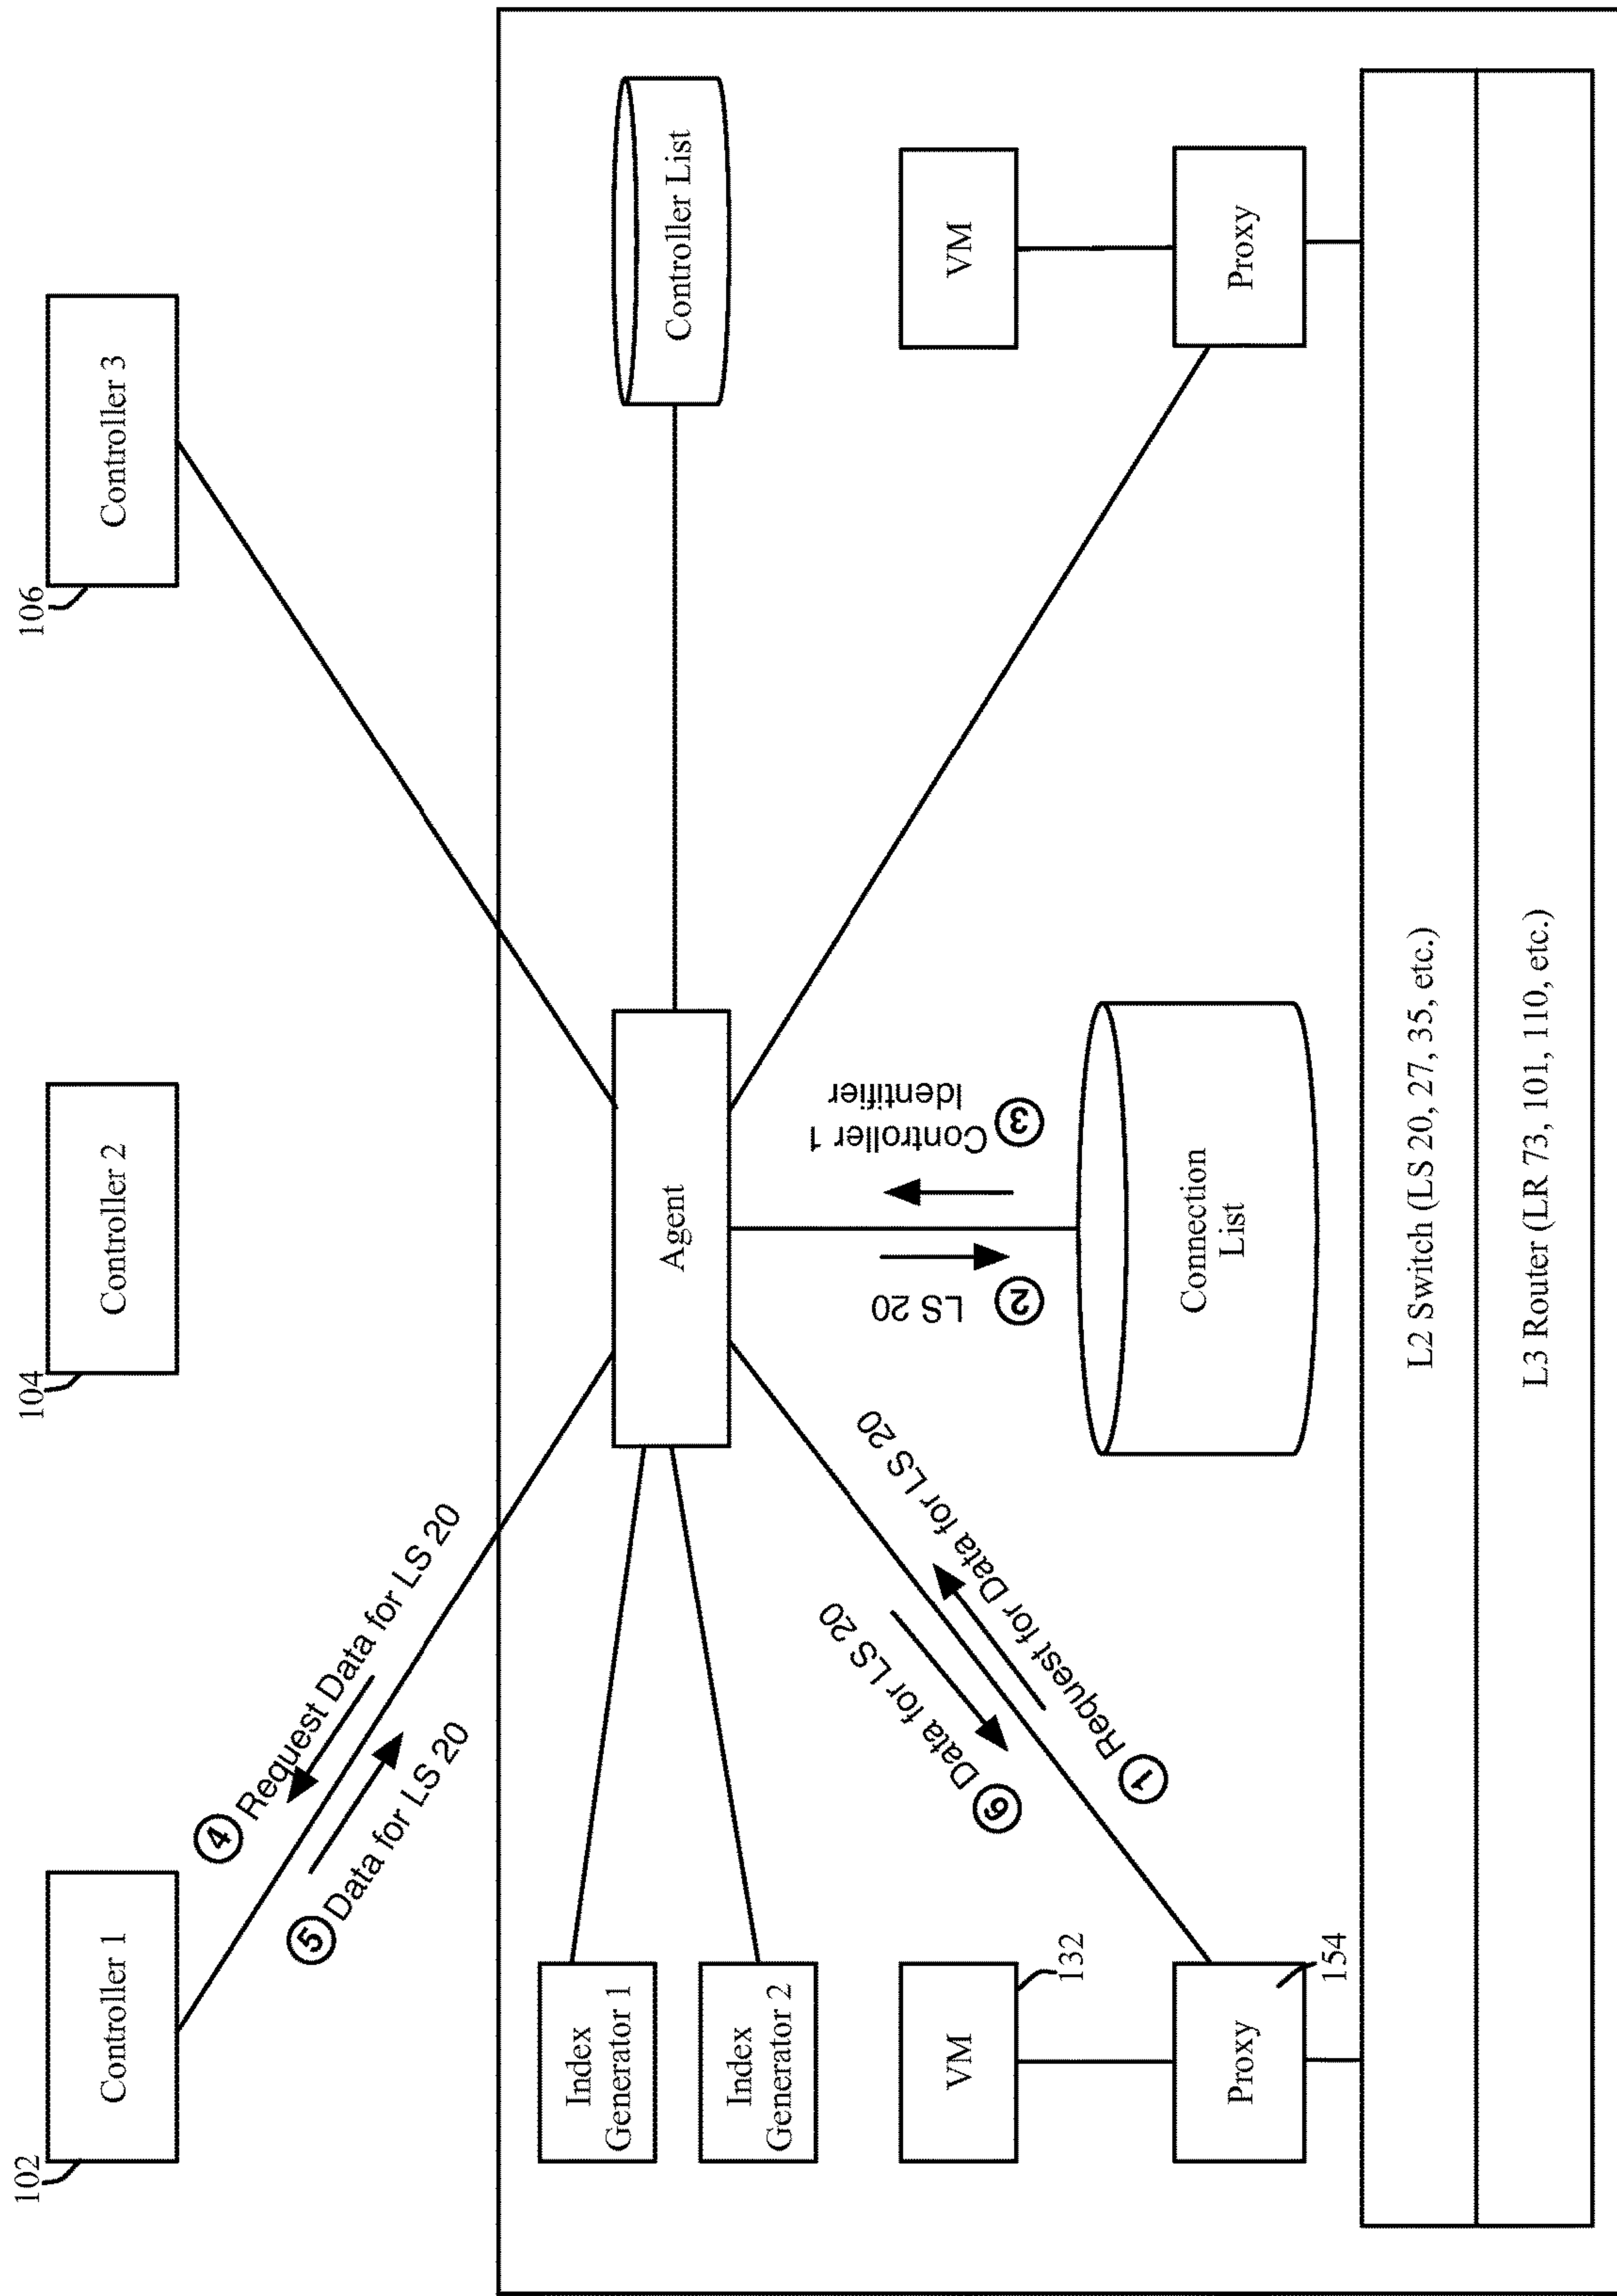 102
Controller 1
104
Controller 2
106
Controller 3
4 Request Data for LS 20
5 Data for LS 20
Index
Generator 1
Index
Generator 2
Agent
Controller List
LS 20
2
Controller 1
Identifier
3
6 Data for LS 20
1 Request for Data for LS 20
VM
132
VM
Connection
List
Proxy
154
Proxy
L2 Switch (LS 20, 27, 35, etc.)
L3 Router (LR 73, 101, 110, etc.)